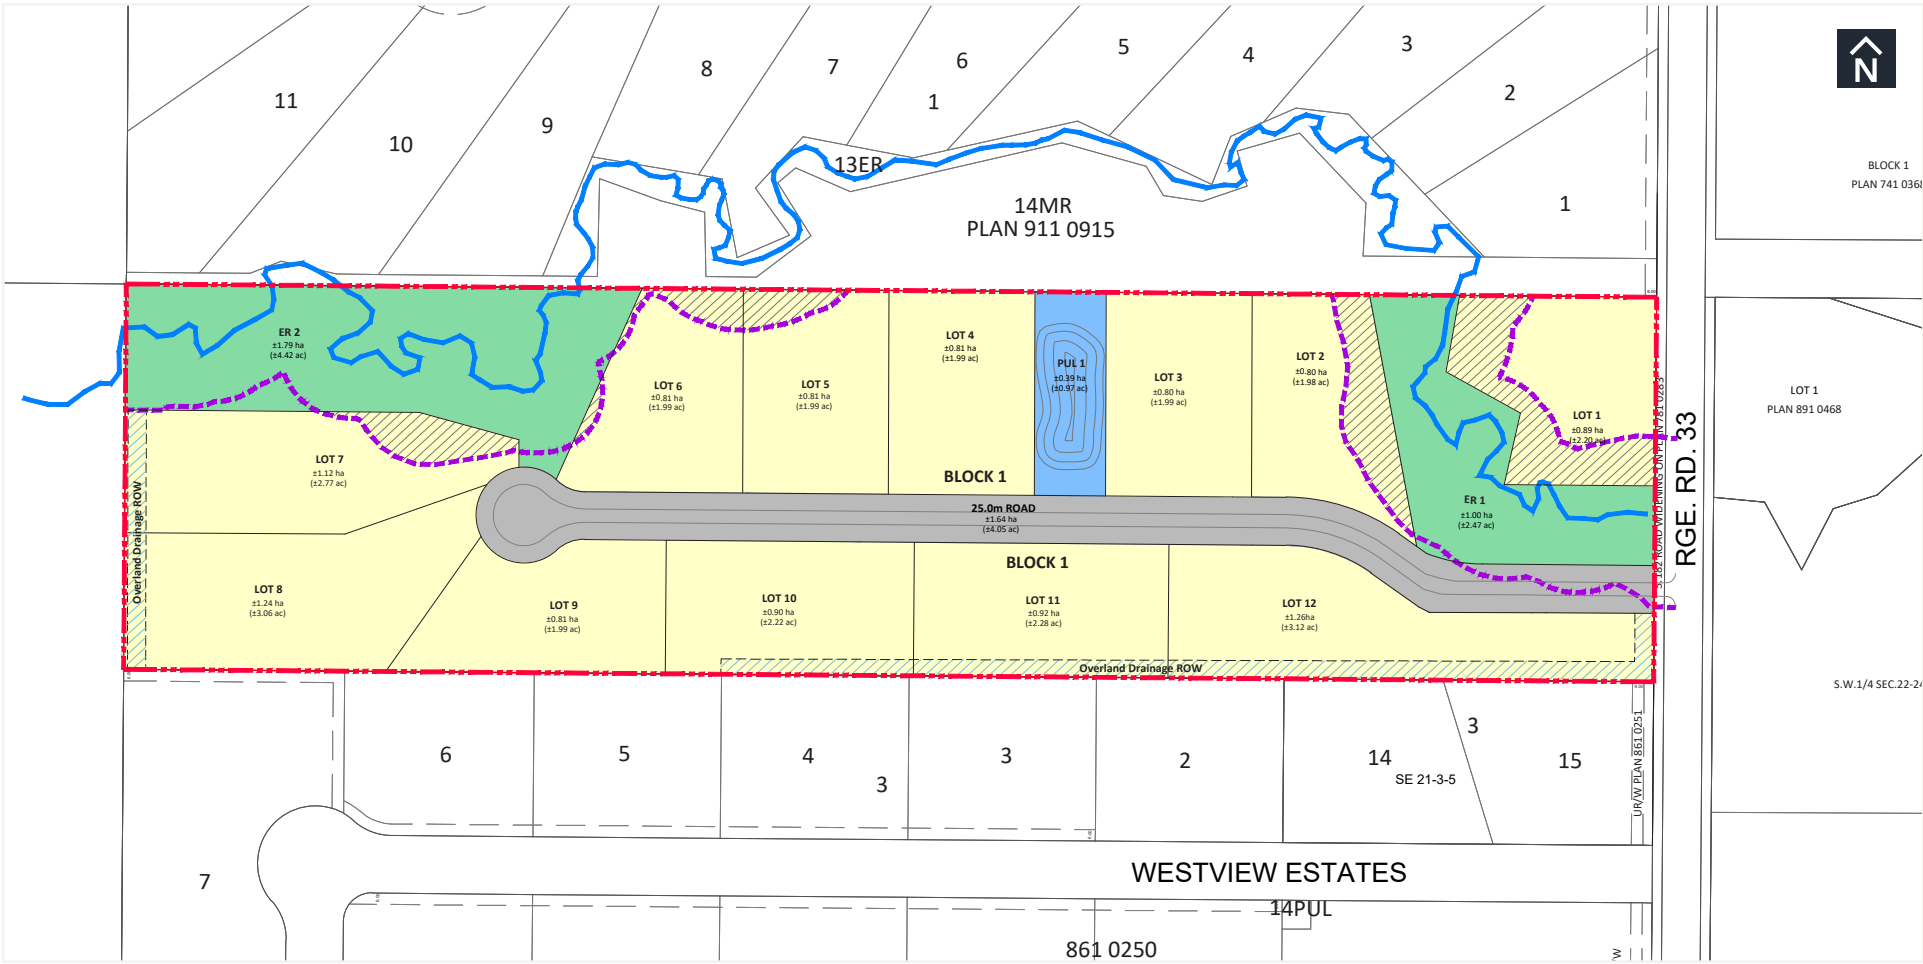 11
10
9
8
7
6
1
5
4
3
2
1
N
BLOCK 1
PLAN 741 0368
13ER
14MR
PLAN 911 0915
ER 2
±1.79 ha
(±4.42 ac)
LOT 6
±0.81 ha
(±1.99 ac)
LOT 5
±0.81 ha
(±1.99 ac)
LOT 4
±0.81 ha
(±1.99 ac)
PUL 1
±0.39 ha
(±0.97 ac)
LOT 3
±0.80 ha
(±1.99 ac)
LOT 2
±0.80 ha
(±1.98 ac)
LOT 1
±0.89 ha
(±2.20 ac)
LOT 1
PLAN 891 0468
RGE. RD. 33
LOT 7
±1.12 ha
(±2.77 ac)
BLOCK 1
ER 1
±1.00 ha
(±2.47 ac)
25.0m ROAD
±1.64 ha
(±4.05 ac)
BLOCK 1
Overland Drainage ROW
LOT 8
±1.24 ha
(±3.06 ac)
LOT 9
±0.81 ha
(±1.99 ac)
LOT 10
±0.90 ha
(±2.22 ac)
LOT 11
±0.92 ha
(±2.28 ac)
LOT 12
±1.26ha
(±3.12 ac)
Overland Drainage ROW
S.W.1/4 SEC.22-24
6
5
4
3
3
2
14
SE 21-3-5
3
15
UR/W PLAN 861 0251
7
WESTVIEW ESTATES
14PUL
861 0250
W